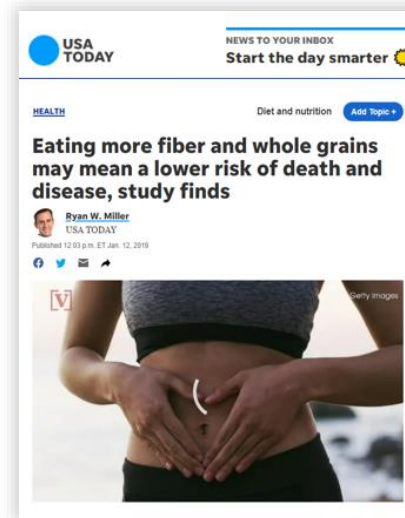 USA
TODAY
NEWS TO YOUR INBOX
Start the day smarter
HEALTH
Diet and nutrition
Add Topic +
Eating more fiber and whole grains
may mean a lower risk of death and
disease, study finds
Ryan W. Miller
USA TODAY
Published 12:03 p.m. ET Jan. 12, 2019
[V]
Getty Images